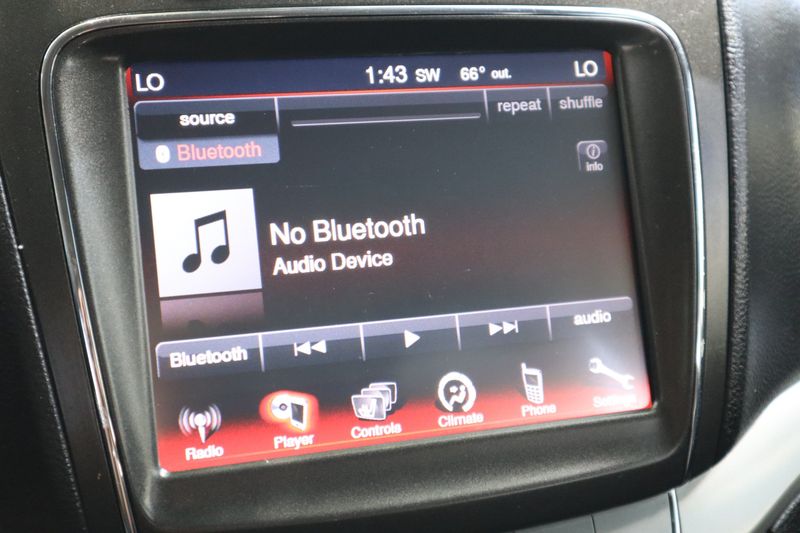 LO 1:43 SW 66° out. LO
source repeat shuffle
Bluetooth
info
No Bluetooth
Audio Device
Bluetooth audio
Radio Player Controls Climate Phone Settings